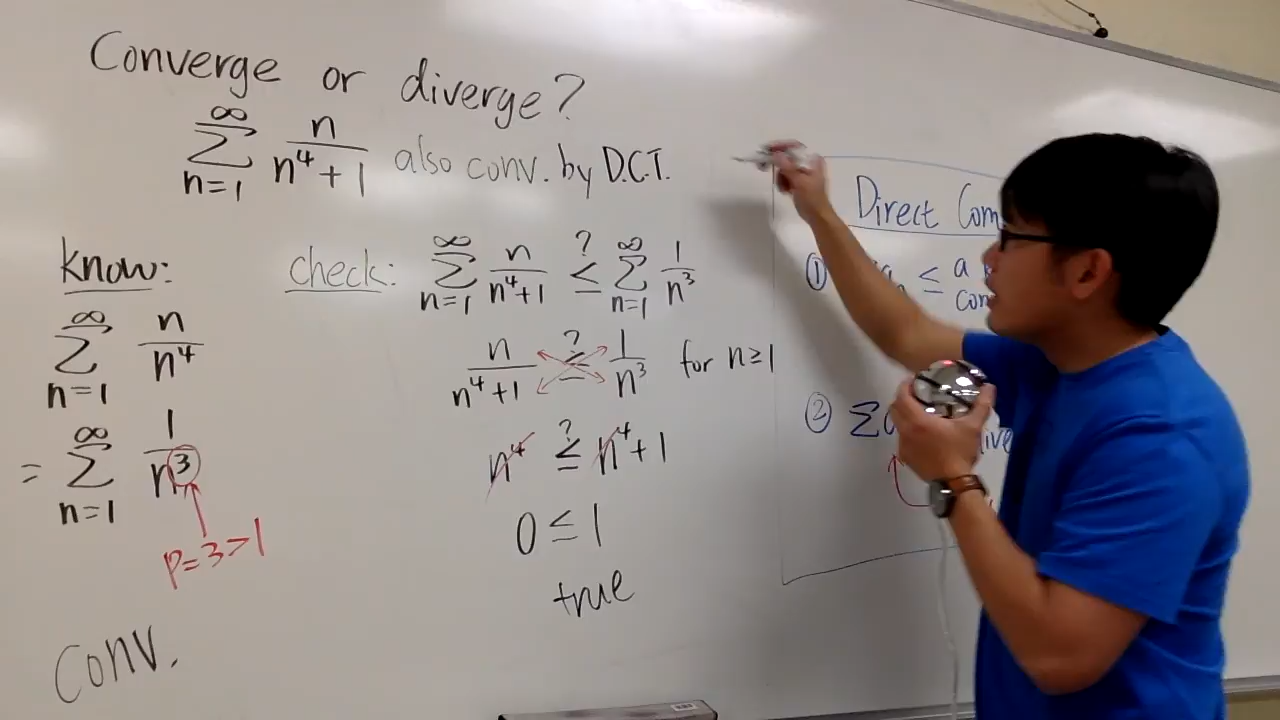 Converge or diverge?
∞
∑ n/(n⁴+1) also conv. by D.C.T.
n=1
know:
∞
∑ n/n⁴
n=1
∞
= ∑ 1/n³
n=1
p=3>1
Conv.
check: ∞ ? ∞
∑ n/(n⁴+1) ≤ ∑ 1/n³
n=1 n=1
?
n/(n⁴+1) ≤ 1/n³ for n≥1
?
n⁴ ≤ n⁴+1
0 ≤ 1
true
Direct
① ≤ a
②